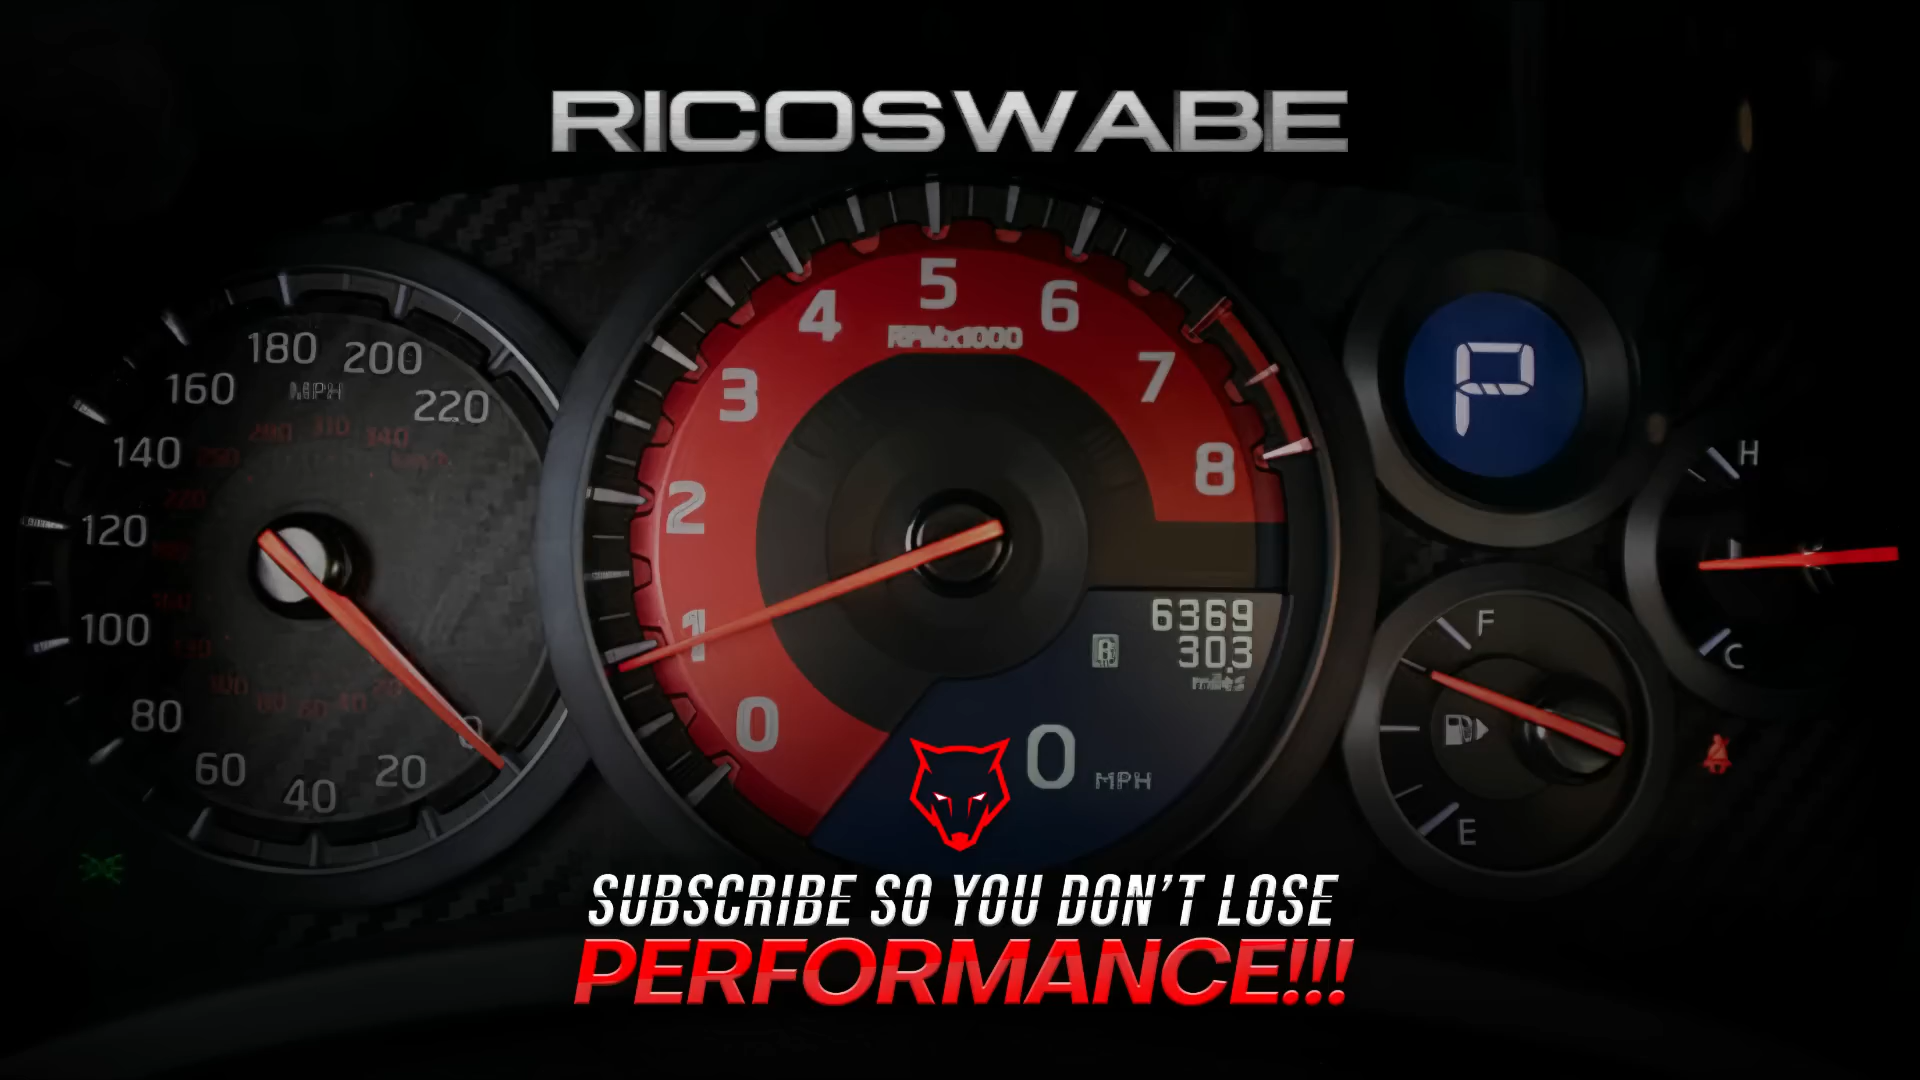 RICOSWABE
5
4
6
RPMx1000
180
200
7
160
MPH
3
220
P
140
H
8
2
120
6369
F
1
100
303
C
miles
80
0
0
0
MPH
60
20
40
E
SUBSCRIBE SO YOU DON'T LOSE
PERFORMANCE!!!